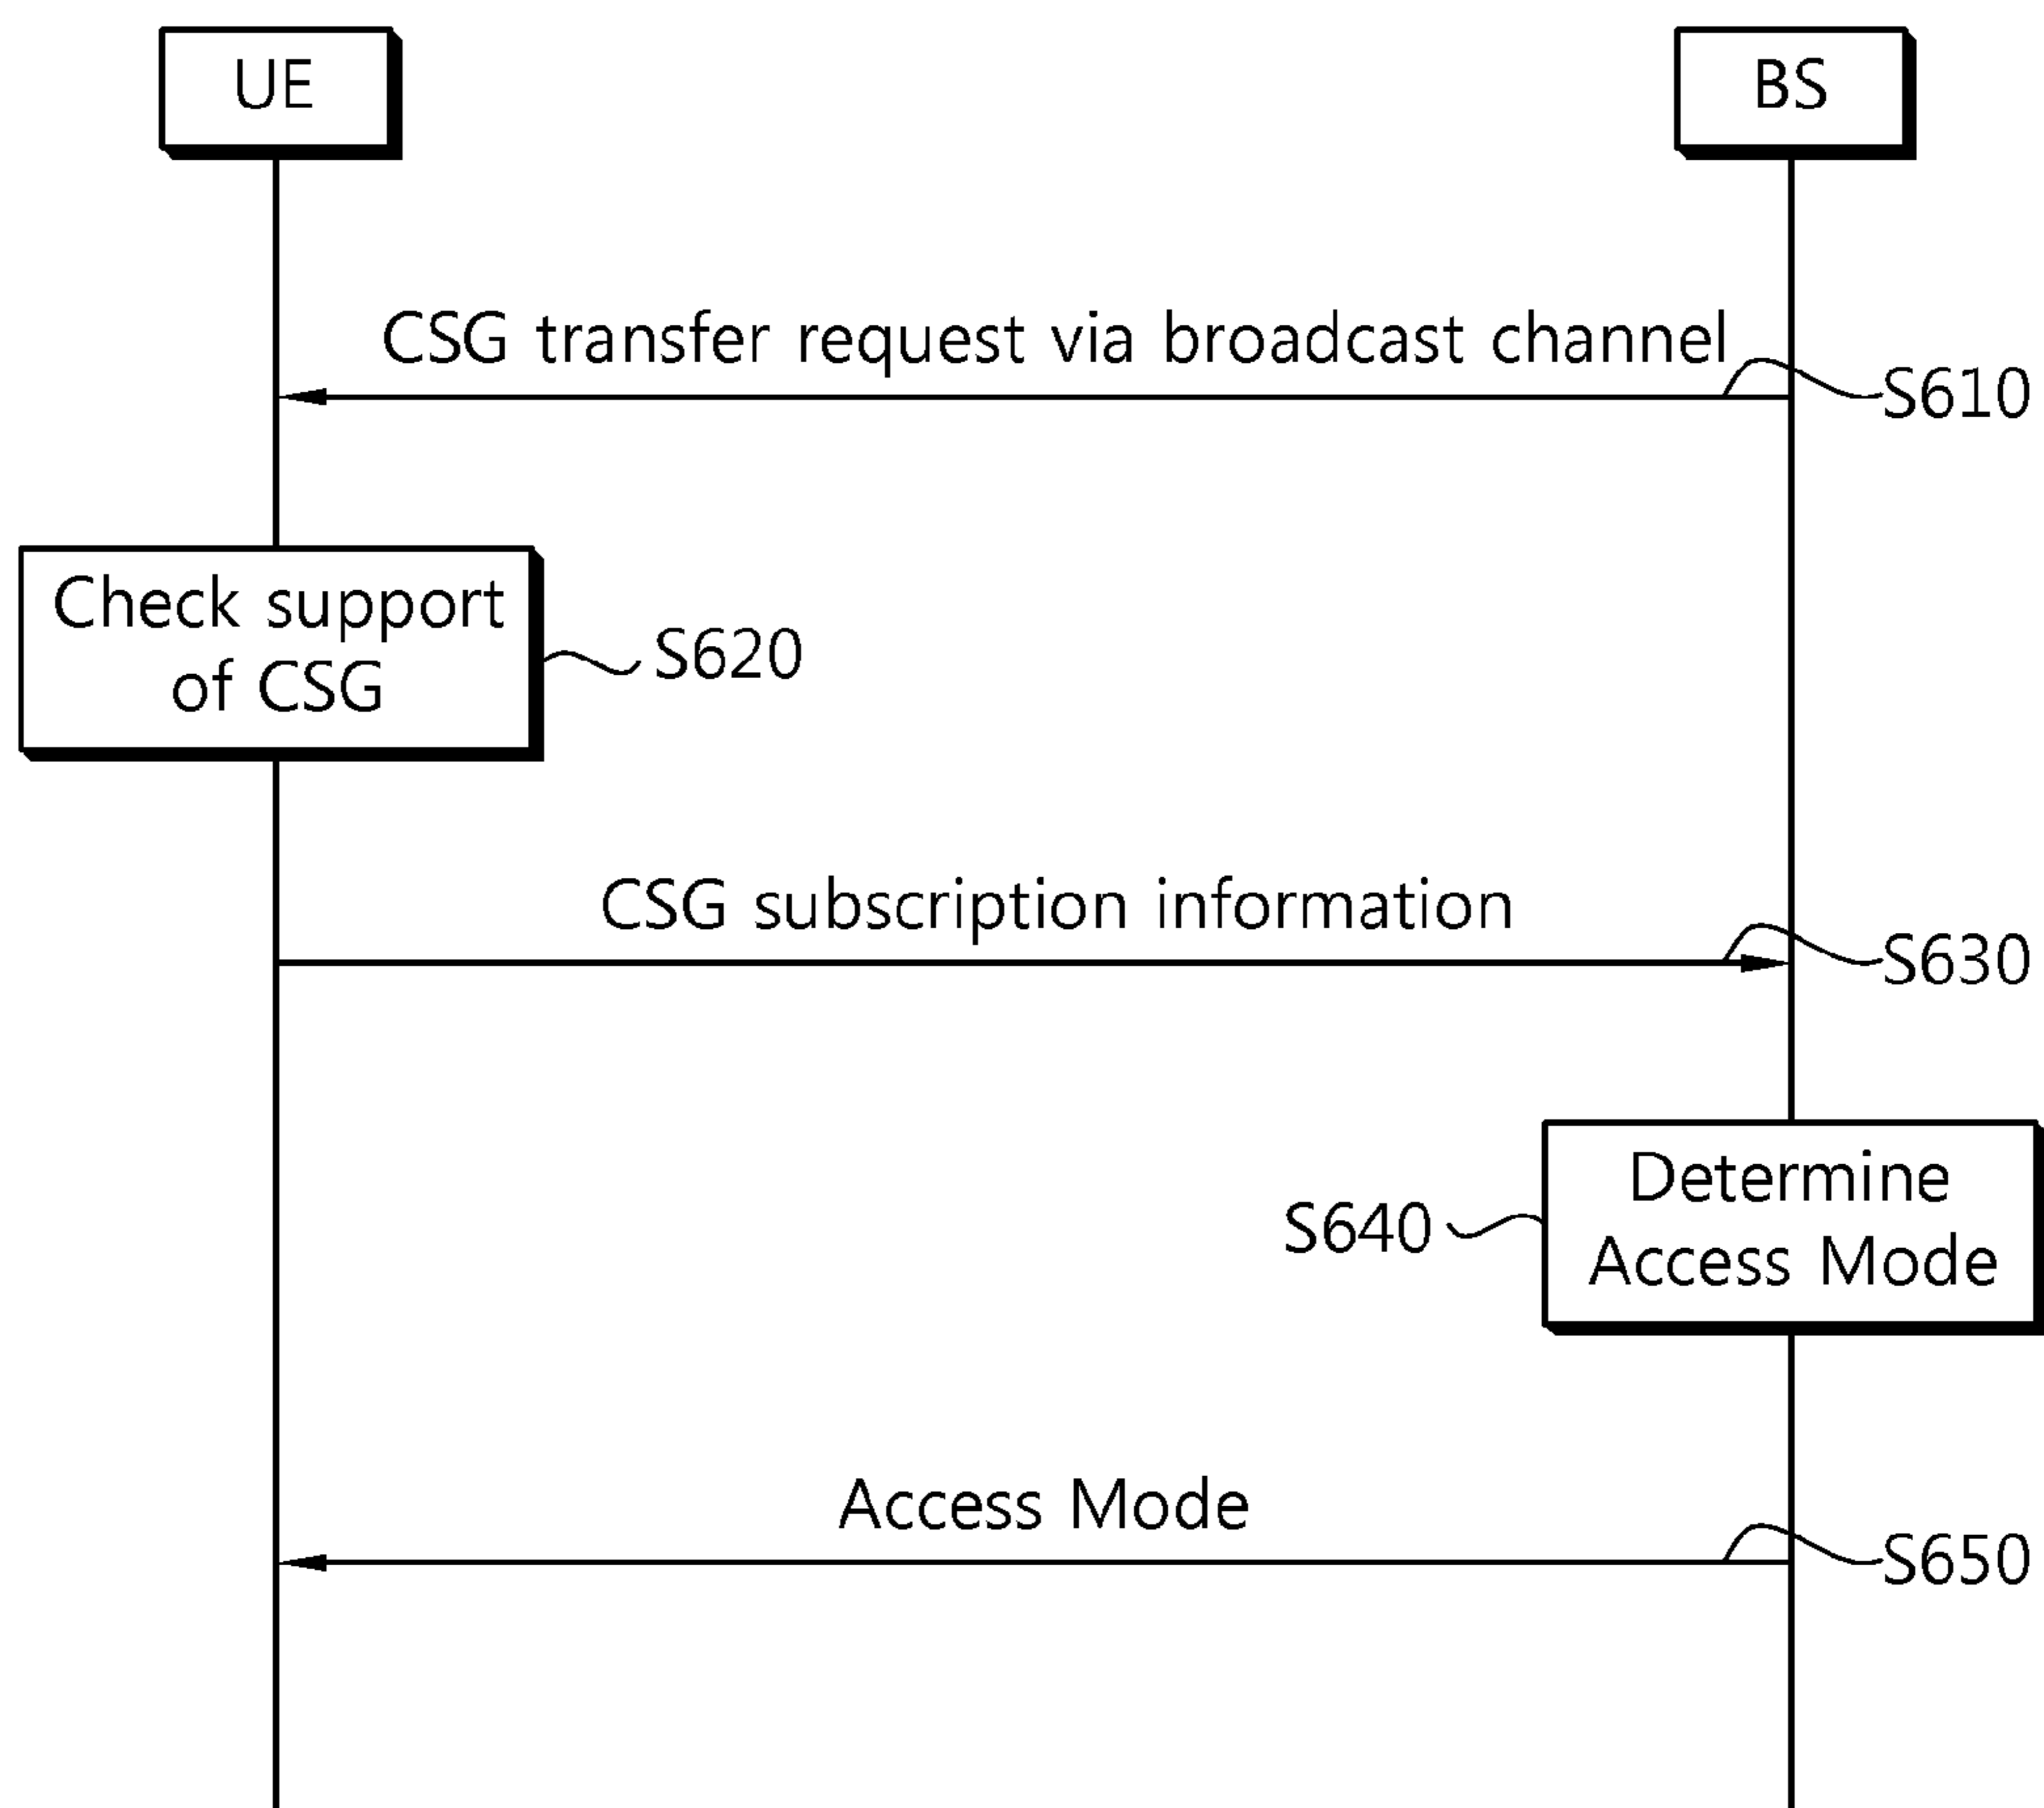 UE
BS
CSG transfer request via broadcast channel
S610
Check support
of CSG
S620
CSG subscription information
S630
Determine
Access Mode
S640
Access Mode
S650